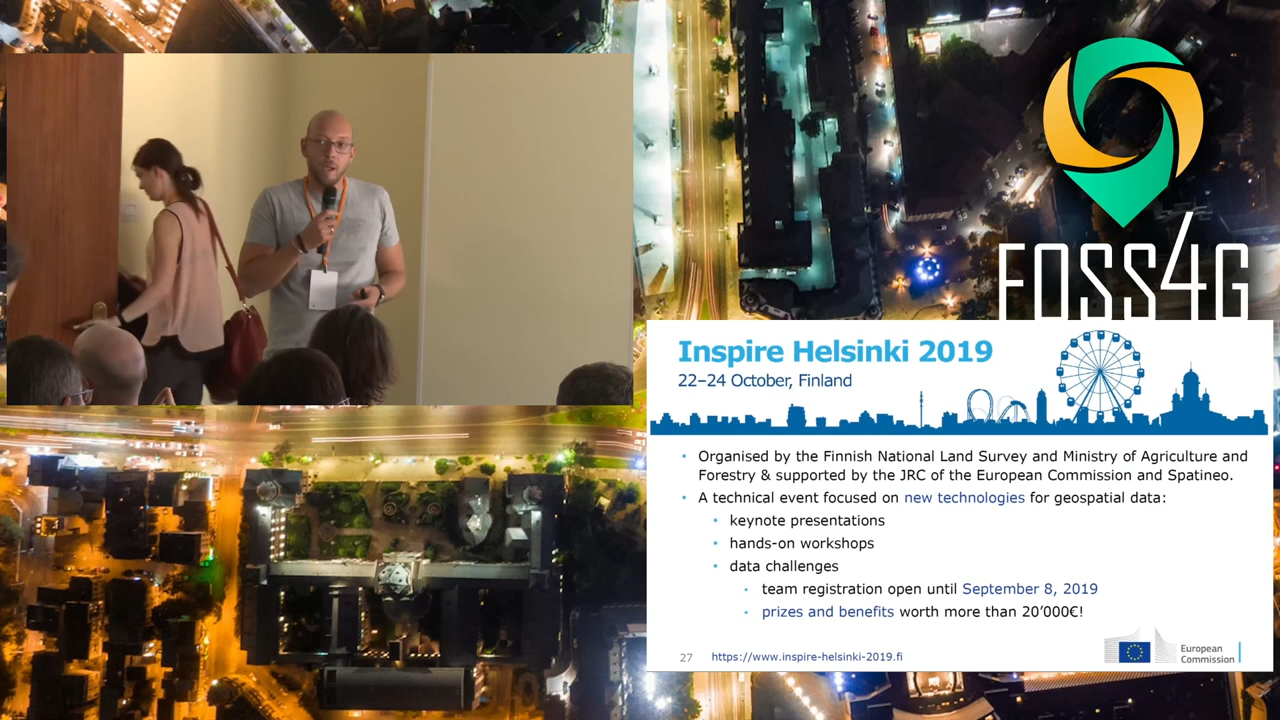 FOSS4G
Inspire Helsinki 2019
22–24 October, Finland
• Organised by the Finnish National Land Survey and Ministry of Agriculture and
Forestry & supported by the JRC of the European Commission and Spatineo.
• A technical event focused on new technologies for geospatial data:
• keynote presentations
• hands-on workshops
• data challenges
• team registration open until September 8, 2019
• prizes and benefits worth more than 20’000€!
27
https://www.inspire-helsinki-2019.fi
European
Commission